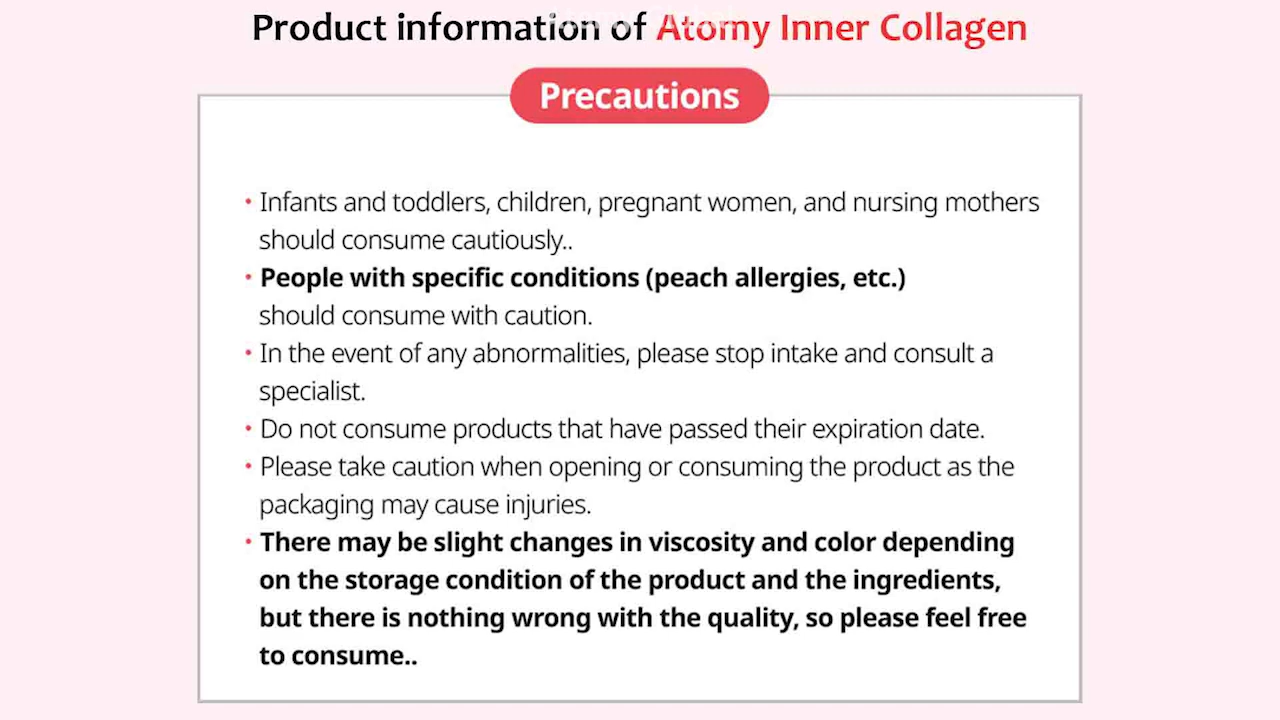 Product information of Atomy Inner Collagen
Precautions
• Infants and toddlers, children, pregnant women, and nursing mothers
should consume cautiously..
• People with specific conditions (peach allergies, etc.)
should consume with caution.
• In the event of any abnormalities, please stop intake and consult a
specialist.
• Do not consume products that have passed their expiration date.
• Please take caution when opening or consuming the product as the
packaging may cause injuries.
• There may be slight changes in viscosity and color depending
on the storage condition of the product and the ingredients,
but there is nothing wrong with the quality, so please feel free
to consume..